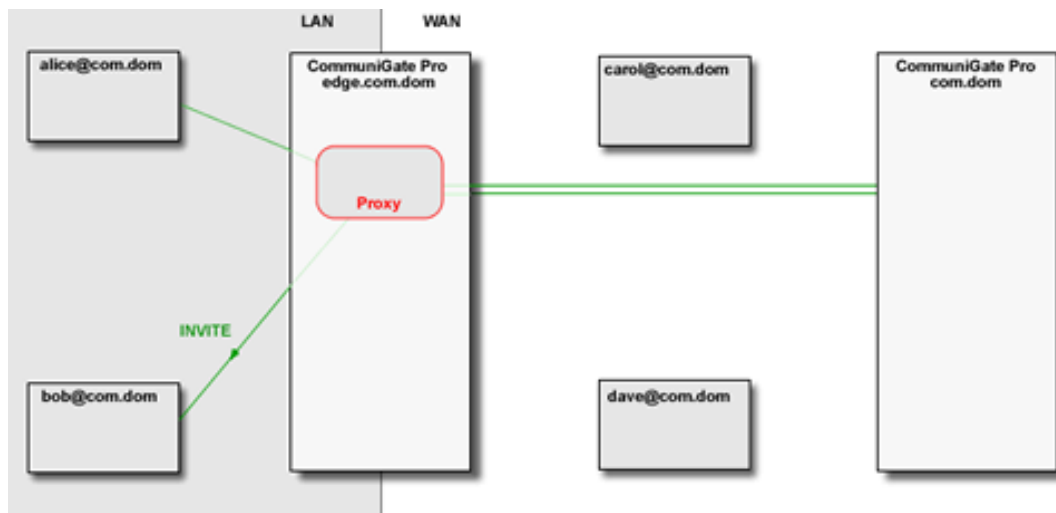 LAN
WAN
alice@com.dom
CommuniGate Pro
edge.com.dom
carol@com.dom
CommuniGate Pro
com.dom
Proxy
INVITE
bob@com.dom
dave@com.dom